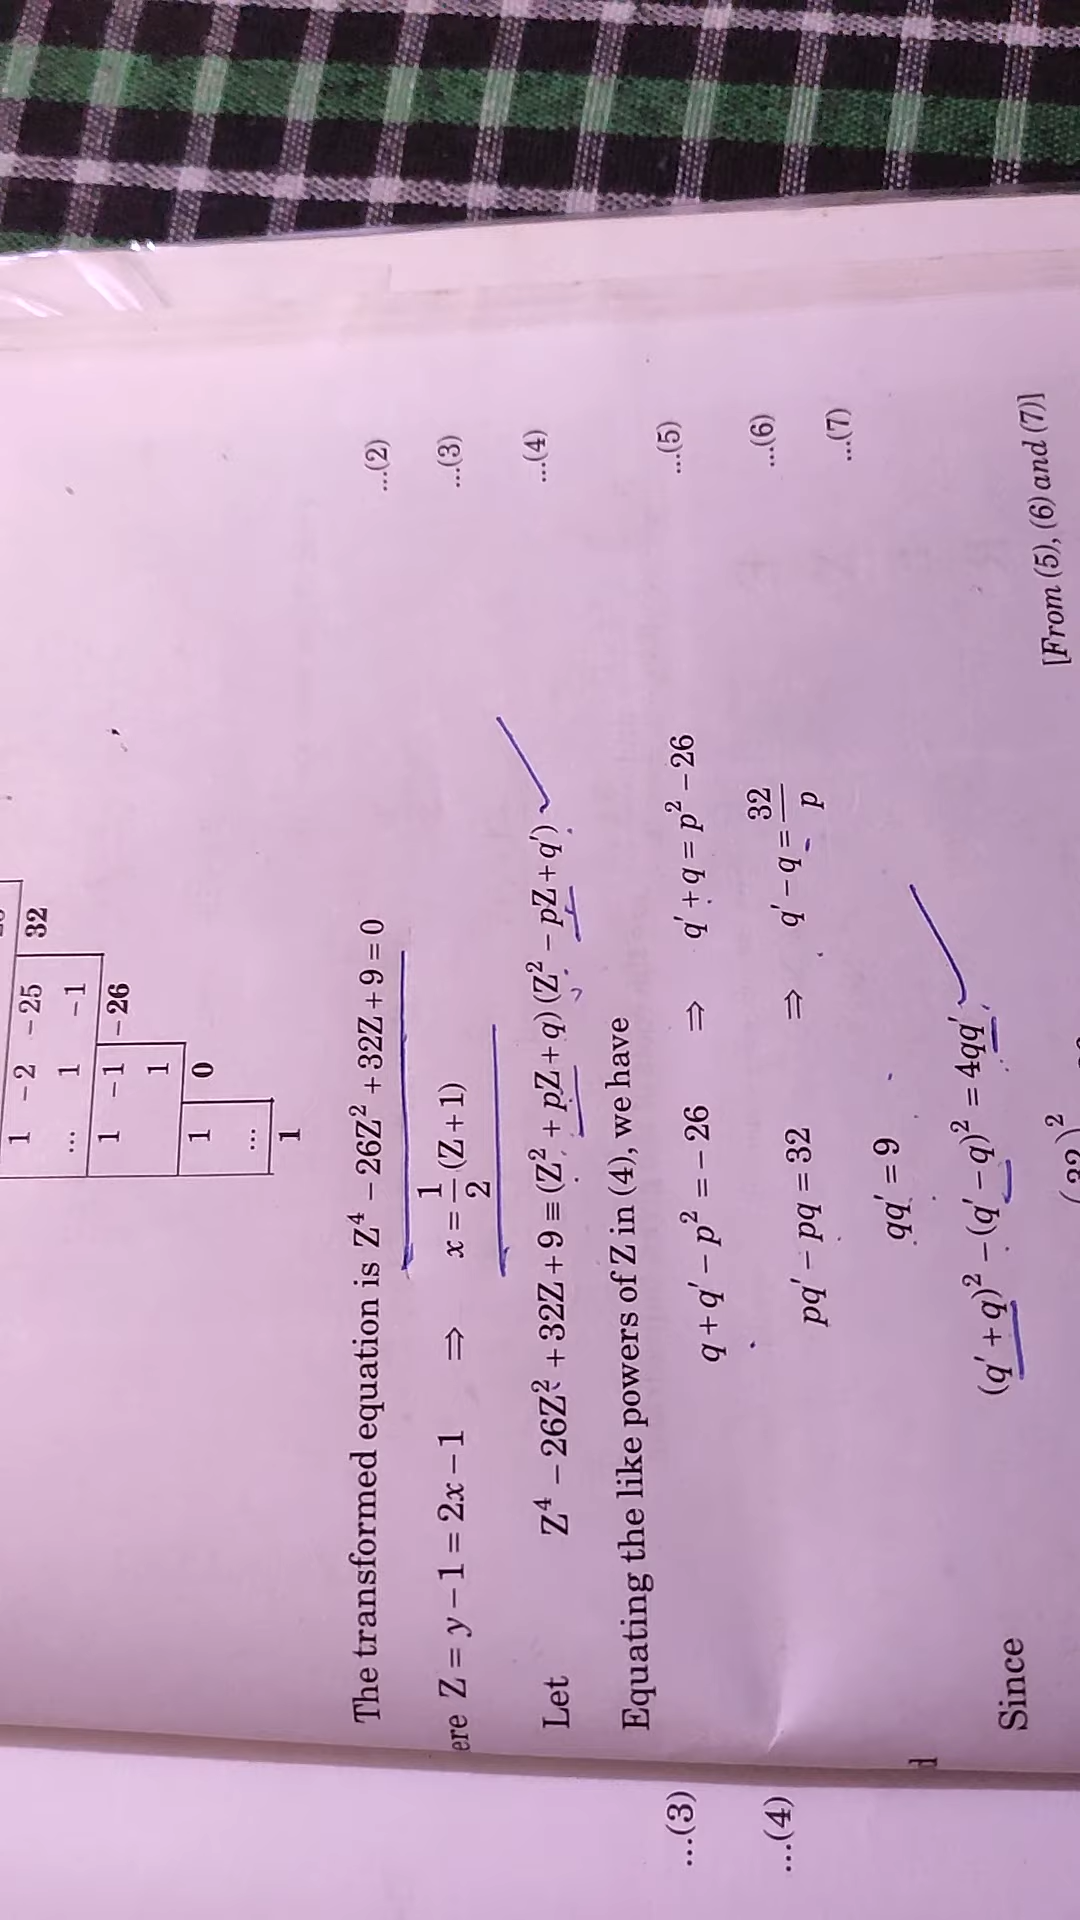 32
1 -2 -25
... 1 -1
1 -1 -26
1
1 0
...
1
The transformed equation is Z⁴ - 26Z² + 32Z + 9 = 0 ...(2)
ere Z = y - 1 = 2x - 1 ⇒ x = 1/2 (Z + 1) ...(3)
Let Z⁴ - 26Z² + 32Z + 9 ≡ (Z² + pZ + q) (Z² - pZ + q′) ...(4)
Equating the like powers of Z in (4), we have
q + q′ - p² = - 26 ⇒ q′ + q = p² - 26 ...(5)
pq′ - pq = 32 ⇒ q′ - q = 32/p ...(6)
qq′ = 9 ...(7)
Since (q′ + q)² - (q′ - q)² = 4qq′
[From (5), (6) and (7)]
...(3)
...(4)